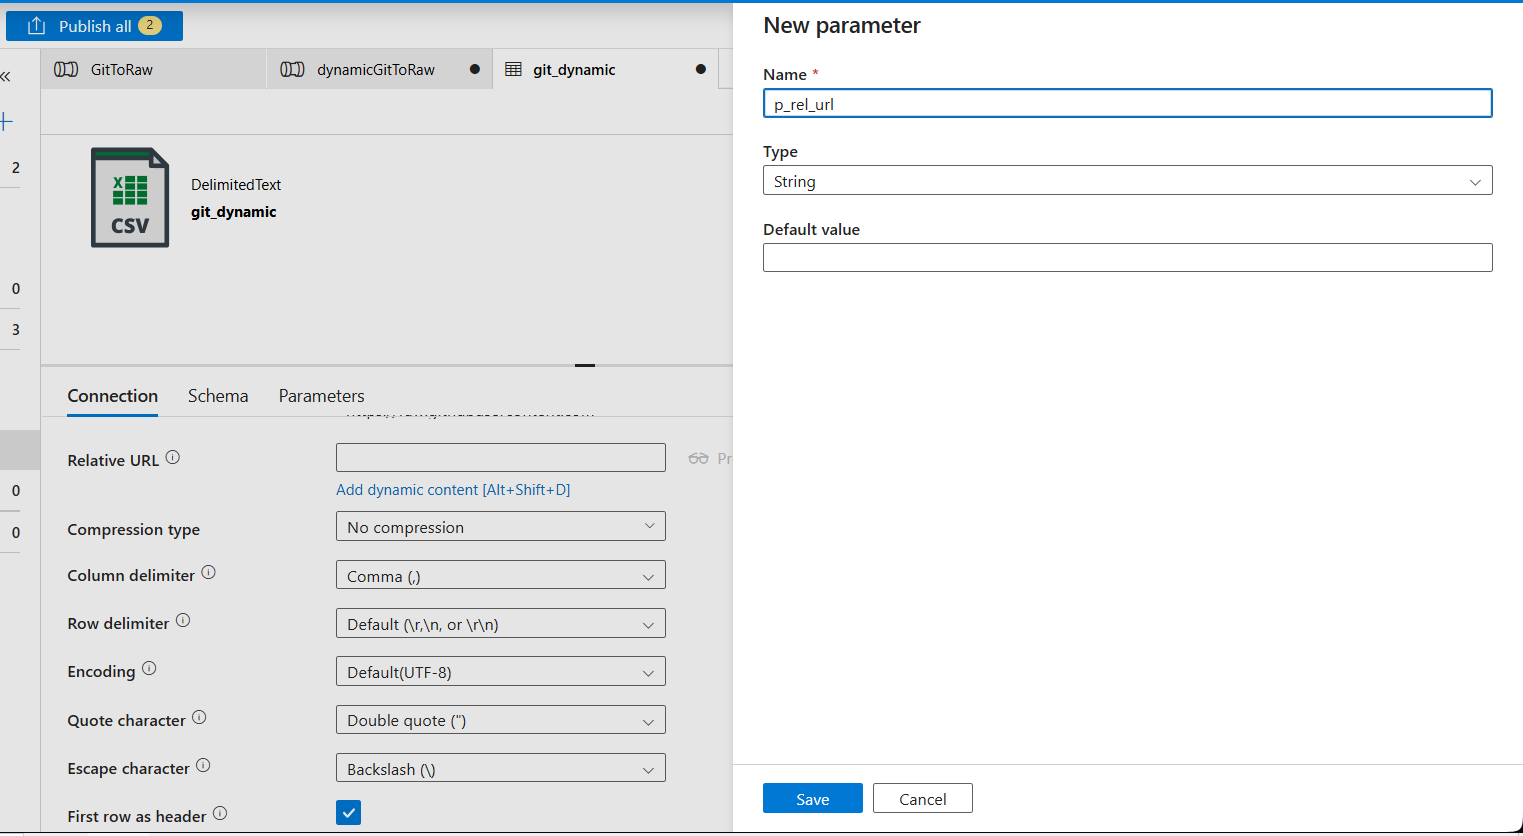 Publish all 2
GitToRaw
dynamicGitToRaw
git_dynamic
2
0
3
0
0
CSV
DelimitedText
git_dynamic
Connection
Schema
Parameters
Relative URL
Add dynamic content [Alt+Shift+D]
Compression type
No compression
Column delimiter
Comma (,)
Row delimiter
Default (\r,\n, or \r\n)
Encoding
Default(UTF-8)
Quote character
Double quote (")
Escape character
Backslash (\)
First row as header
New parameter
Name *
p_rel_url
Type
String
Default value
Save
Cancel